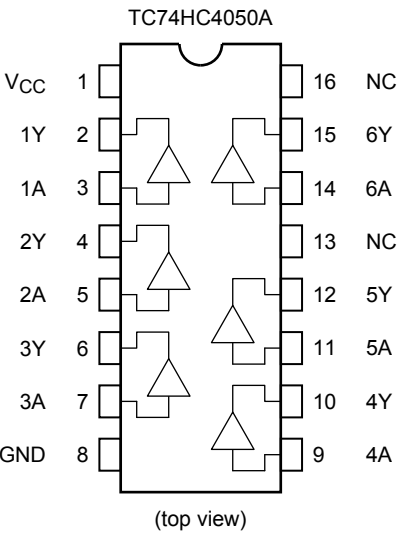 TC74HC4050A
VCC 1 16 NC
1Y 2 15 6Y
1A 3 14 6A
2Y 4 13 NC
2A 5 12 5Y
3Y 6 11 5A
3A 7 10 4Y
GND 8 9 4A
(top view)